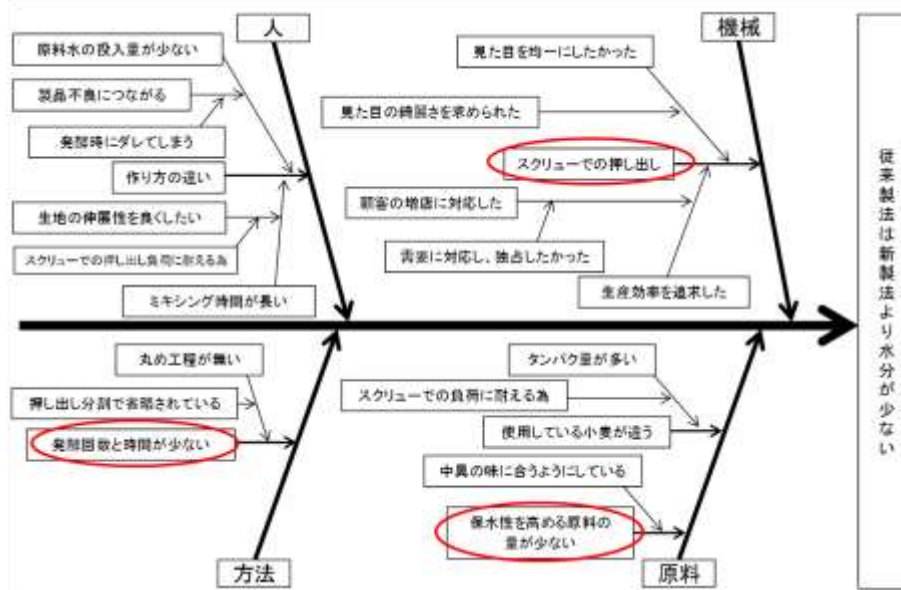 人
機械
原料水の投入量が少ない
製品不良につながる
発酵時にダレてしまう
作り方の違い
生地の伸展性を良くしたい
スクリューでの押し出し負荷に耐える為
ミキシング時間が長い
見た目を均一にしたかった
見た目の綺麗さを求められた
スクリューでの押し出し
顧客の増店に対応した
需要に対応し、独占したかった
生産効率を追求した
丸め工程が無い
押し出し分割で省略されている
発酵回数と時間が少ない
タンパク量が多い
スクリューでの負荷に耐える為
使用している小麦が違う
中具の味に合うようにしている
保水性を高める原料の
量が少ない
方法
原料
従来製法は新製法より水分が少ない